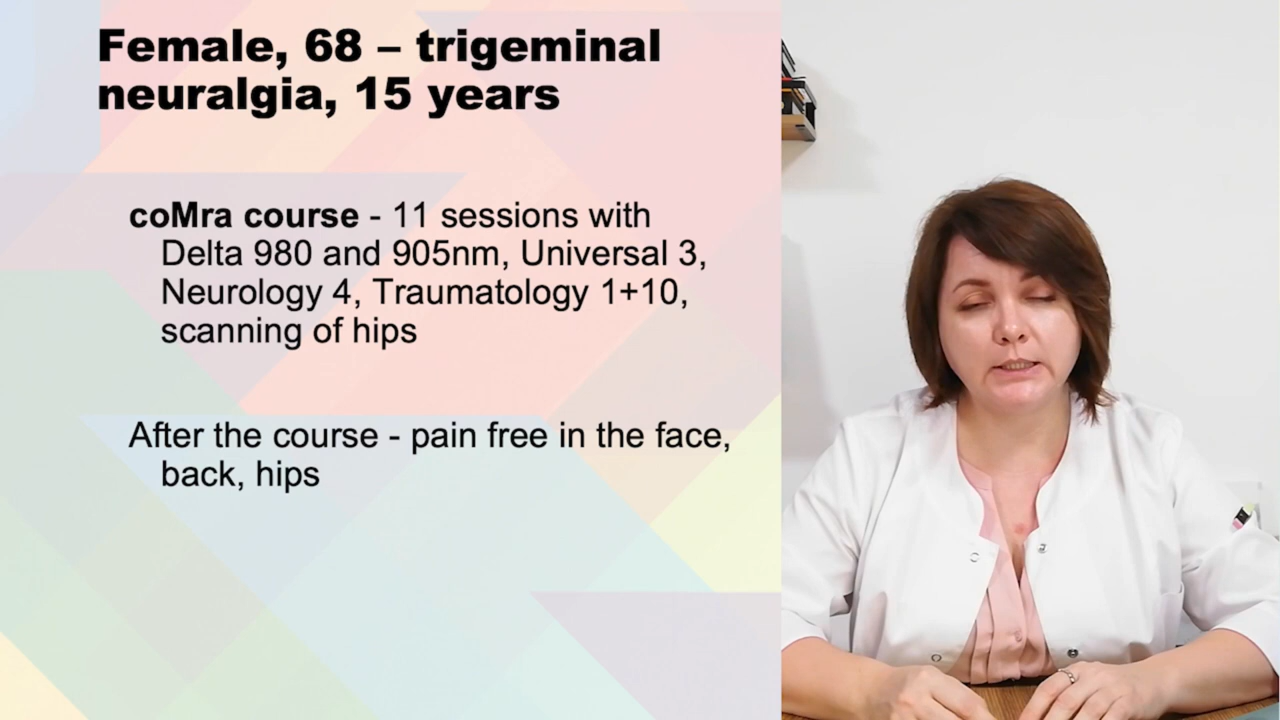 Female, 68 – trigeminal
neuralgia, 15 years
coMra course - 11 sessions with
Delta 980 and 905nm, Universal 3,
Neurology 4, Traumatology 1+10,
scanning of hips
After the course - pain free in the face,
back, hips